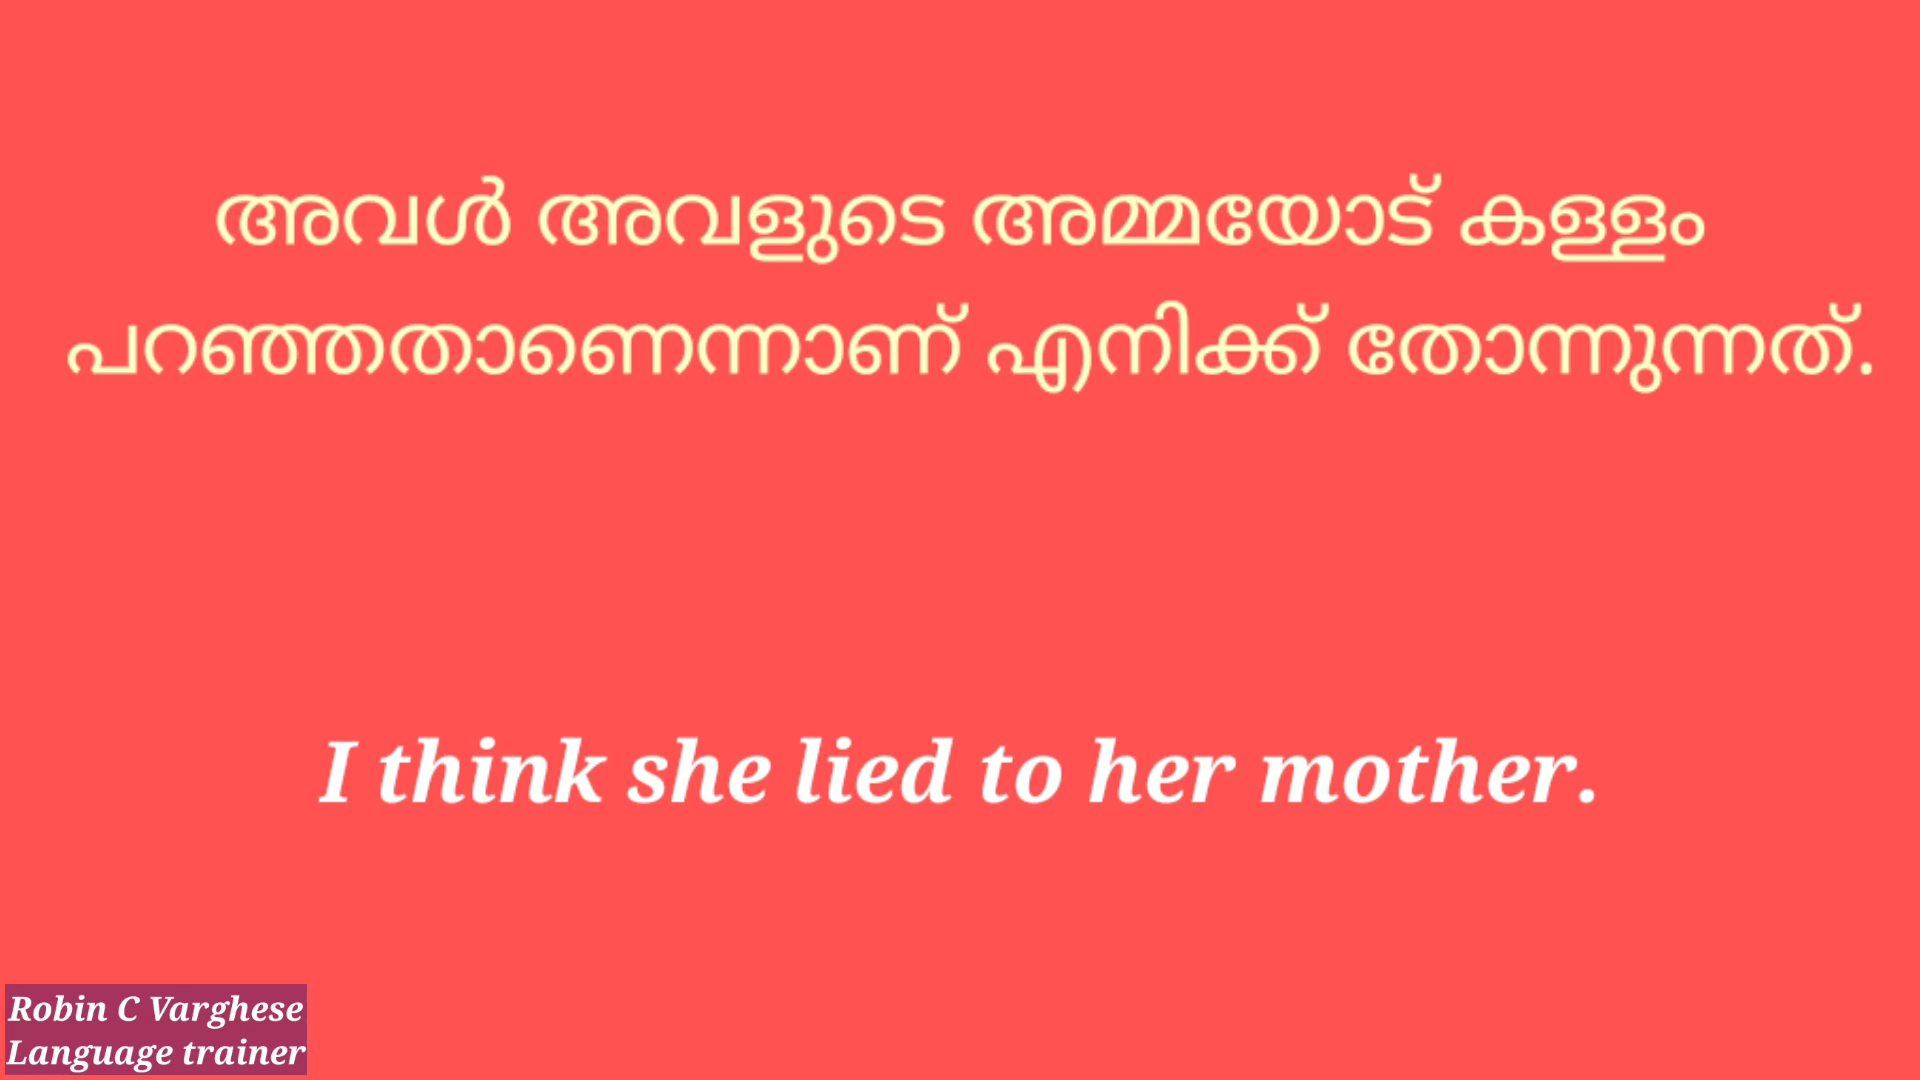 അവൾ അവളുടെ അമ്മയോട് കള്ളം
പറഞ്ഞതാണെന്നാണ് എനിക്ക് തോന്നുന്നത്.
I think she lied to her mother.
Robin C Varghese
Language trainer